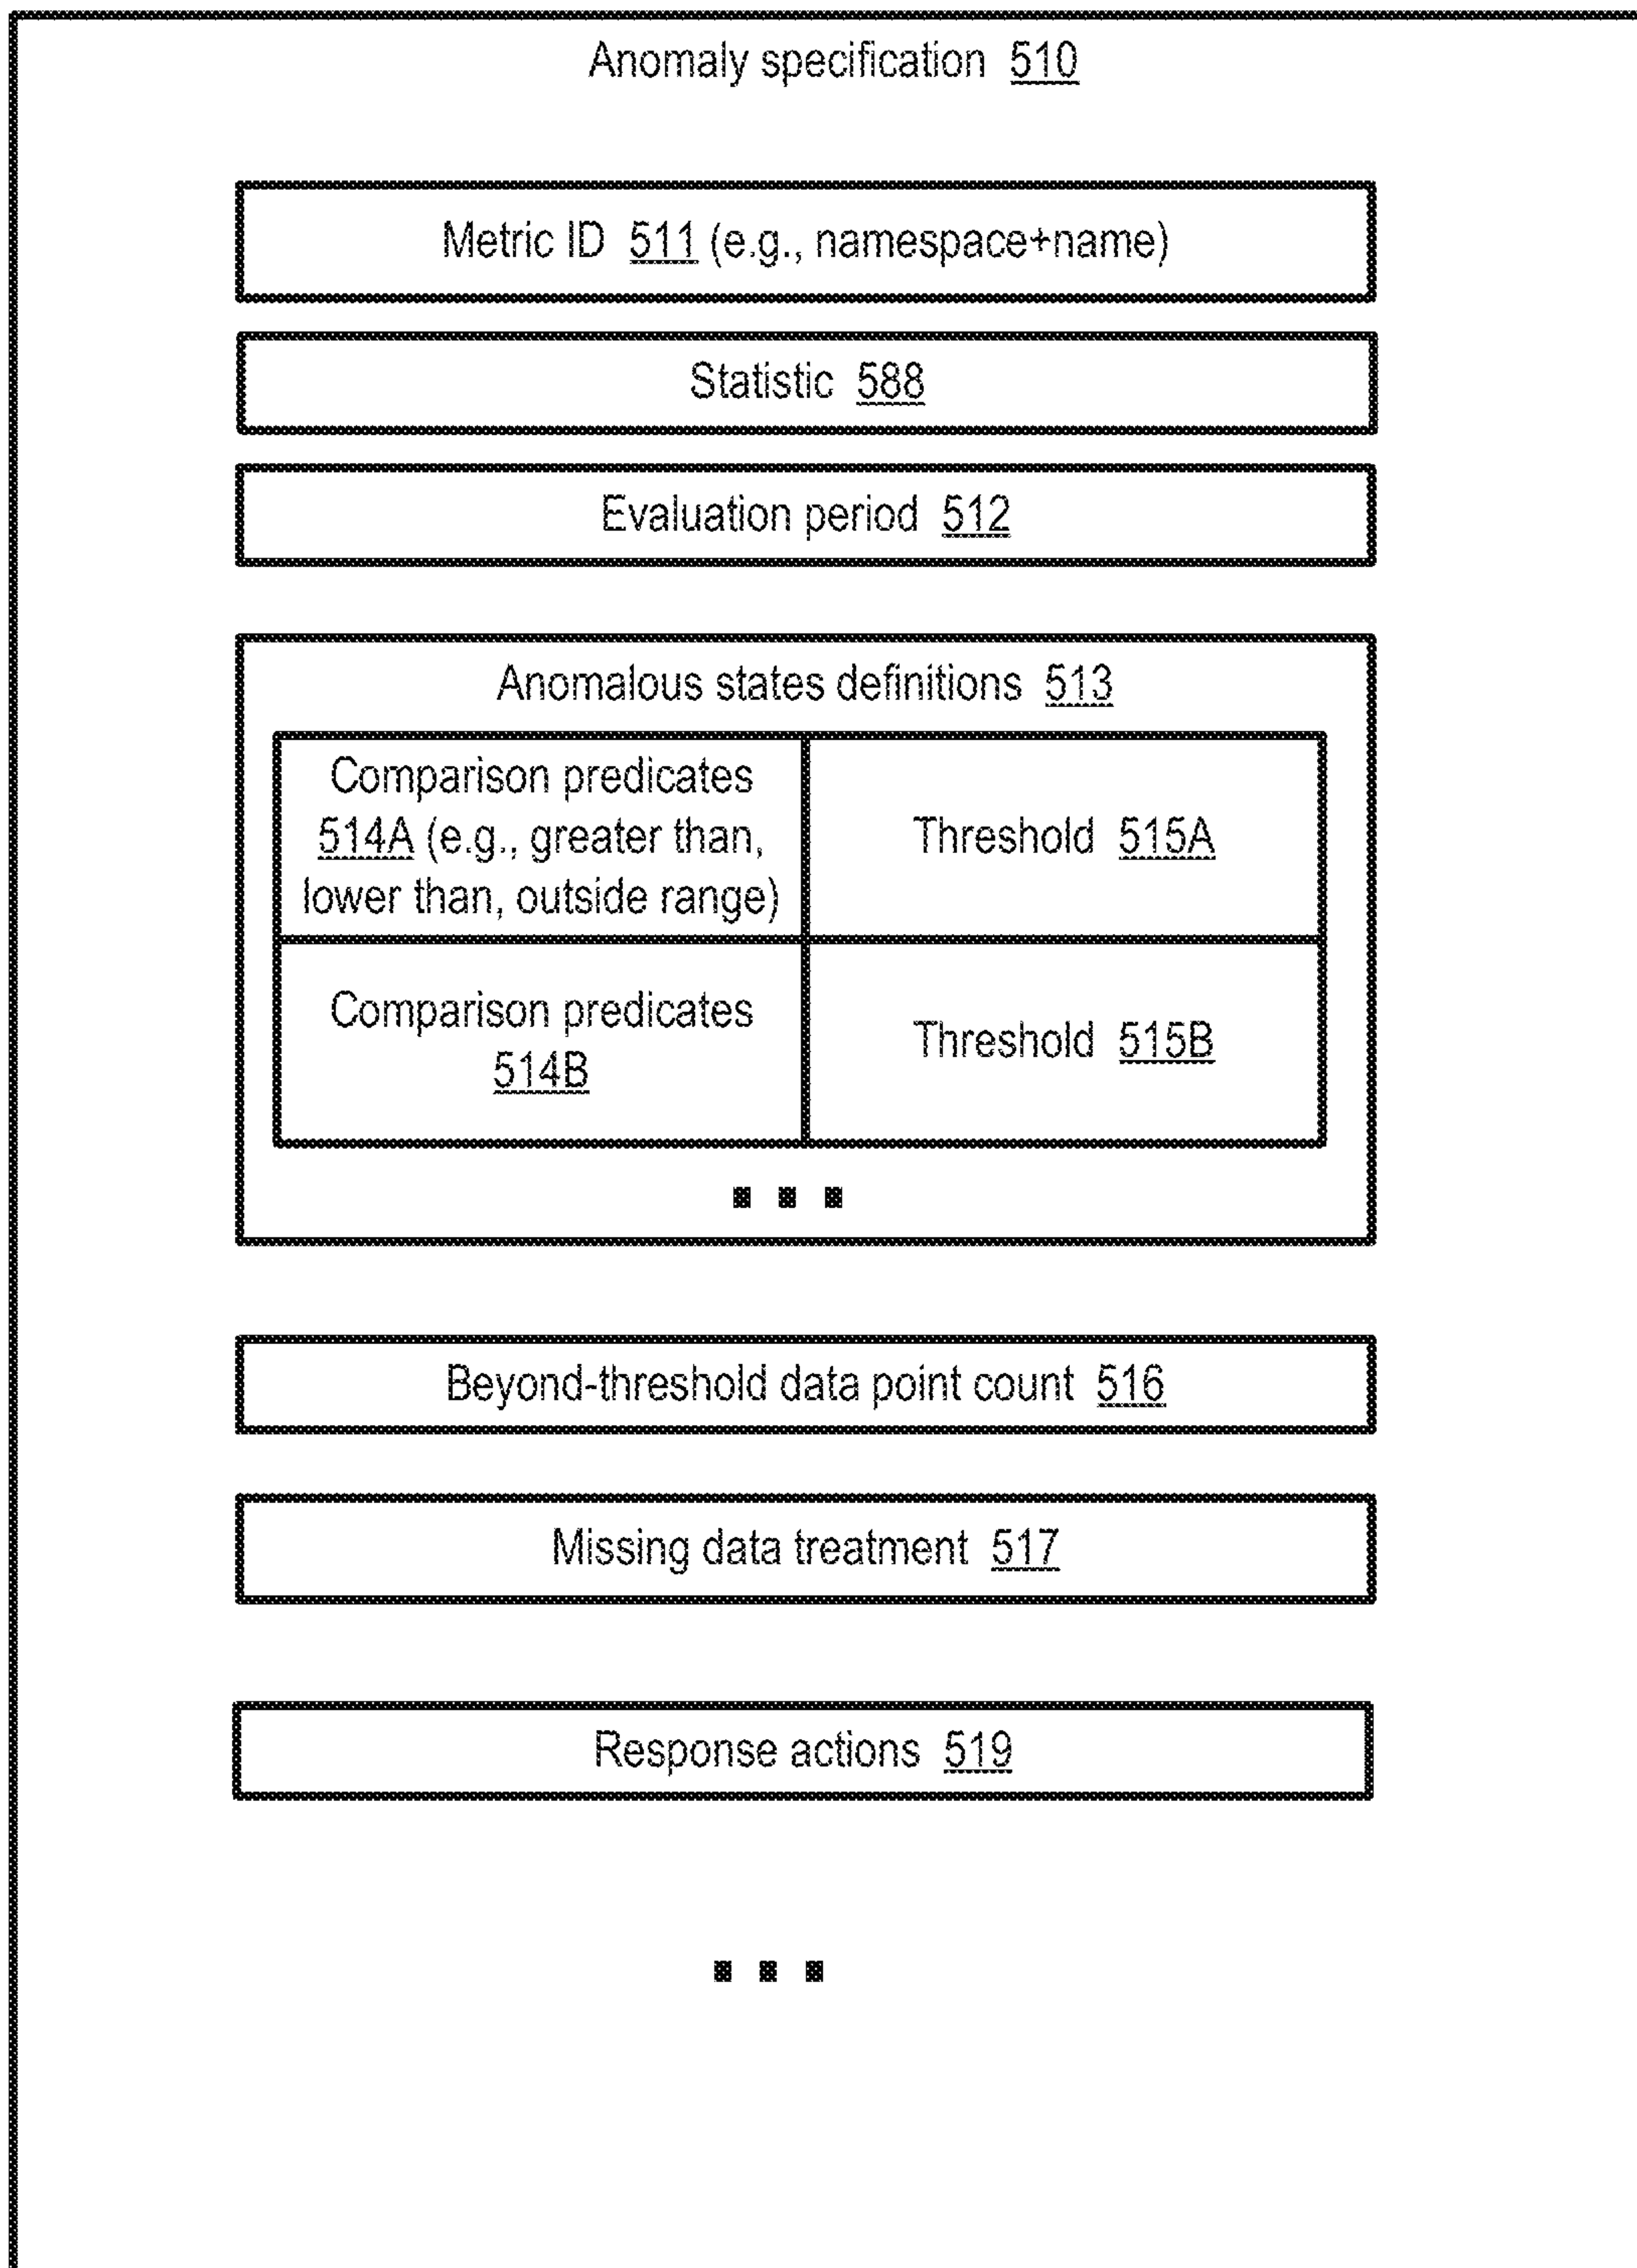 Anomaly specification 510
Metric ID 511 (e.g., namespace+name)
Statistic 588
Evaluation period 512
Anomalous states definitions 513
Comparison predicates
514A (e.g., greater than,
lower than, outside range)
Threshold 515A
Comparison predicates
514B
Threshold 515B
Beyond-threshold data point count 516
Missing data treatment 517
Response actions 519